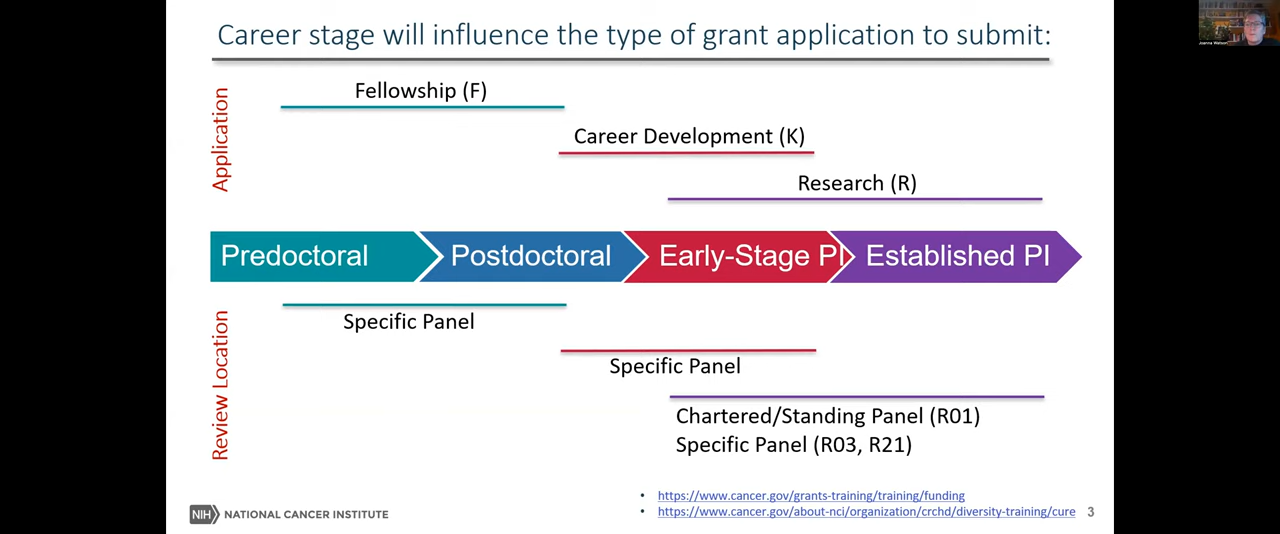 Career stage will influence the type of grant application to submit:
Application
Fellowship (F)
Career Development (K)
Research (R)
Predoctoral
Postdoctoral
Early-Stage PI
Established PI
Review Location
Specific Panel
Specific Panel
Chartered/Standing Panel (R01)
Specific Panel (R03, R21)
• https://www.cancer.gov/grants-training/training/funding
• https://www.cancer.gov/about-nci/organization/crchd/diversity-training/cure
NIH NATIONAL CANCER INSTITUTE
3
Joanna Watson